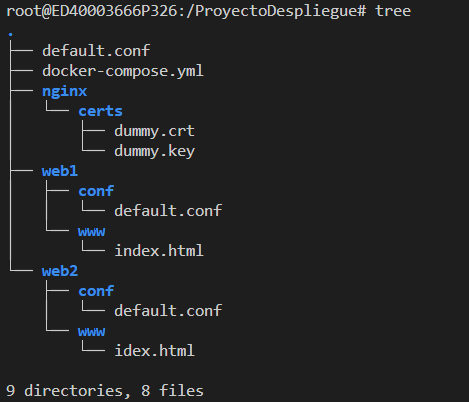 root@ED40003666P326:/ProyectoDespliegue# tree
.
├── default.conf
├── docker-compose.yml
├── nginx
│   └── certs
│       ├── dummy.crt
│       └── dummy.key
├── web1
│   ├── conf
│   │   └── default.conf
│   └── www
│       └── index.html
└── web2
    ├── conf
    │   └── default.conf
    └── www
        └── idex.html
9 directories, 8 files